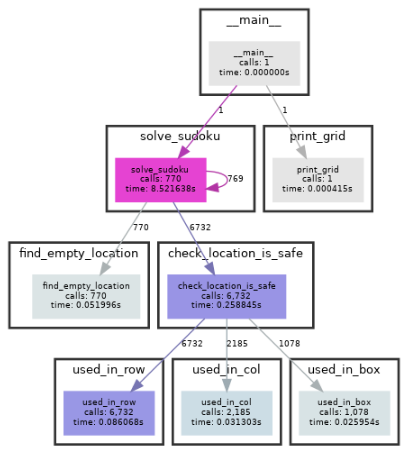 __main__
__main__
calls: 1
time: 0.000000s
1
1
solve_sudoku
solve_sudoku
calls: 770
time: 8.521638s
769
print_grid
print_grid
calls: 1
time: 0.000415s
770
6732
find_empty_location
find_empty_location
calls: 770
time: 0.051996s
check_location_is_safe
check_location_is_safe
calls: 6,732
time: 0.258845s
6732
2185
1078
used_in_row
used_in_row
calls: 6,732
time: 0.086068s
used_in_col
used_in_col
calls: 2,185
time: 0.031303s
used_in_box
used_in_box
calls: 1,078
time: 0.025954s